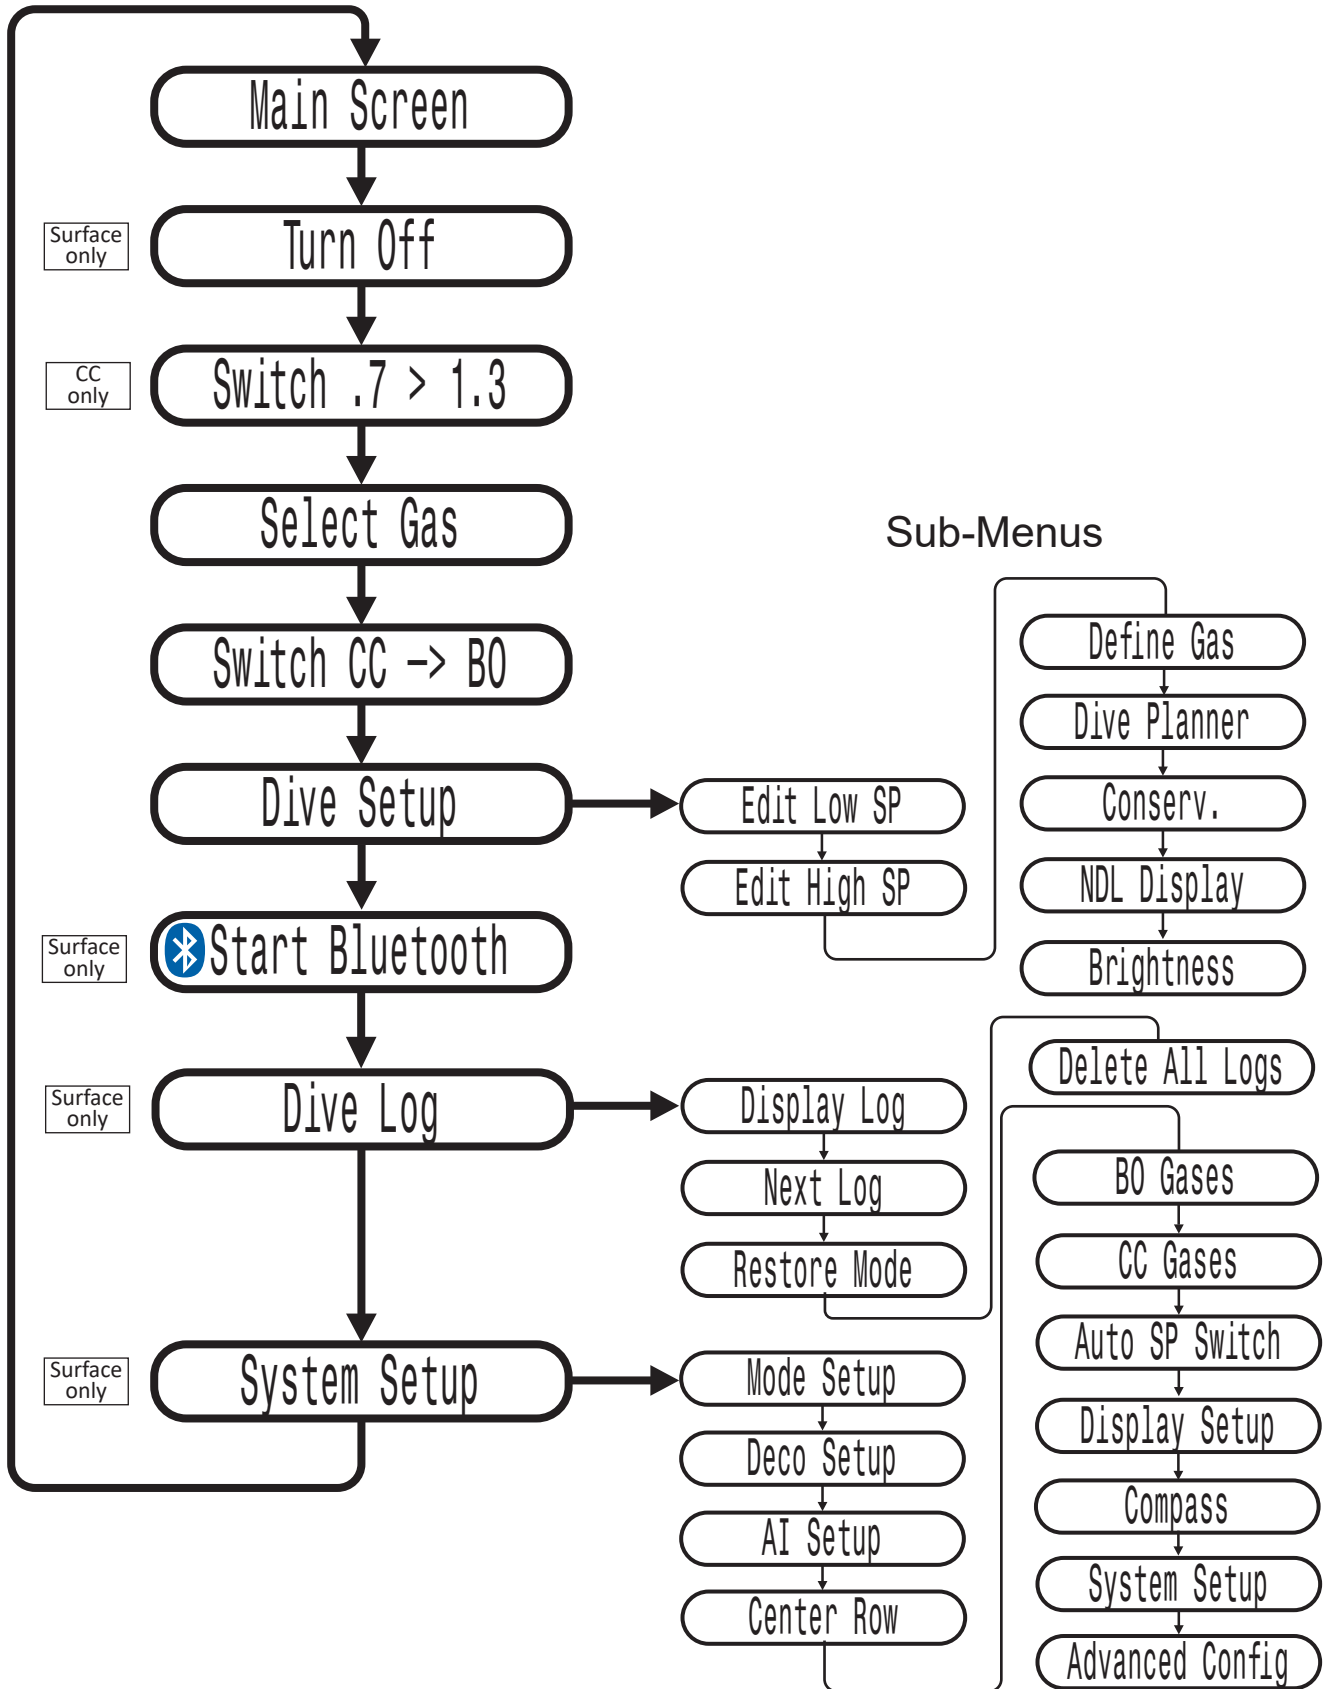 Main Screen
Surface
only
Turn Off
CC
only
Switch .7 > 1.3
Select Gas
Switch CC -> BO
Dive Setup
Surface
only
Start Bluetooth
Surface
only
Dive Log
Surface
only
System Setup
Sub-Menus
Edit Low SP
Edit High SP
Define Gas
Dive Planner
Conserv.
NDL Display
Brightness
Display Log
Next Log
Restore Mode
Delete All Logs
Mode Setup
Deco Setup
AI Setup
Center Row
BO Gases
CC Gases
Auto SP Switch
Display Setup
Compass
System Setup
Advanced Config